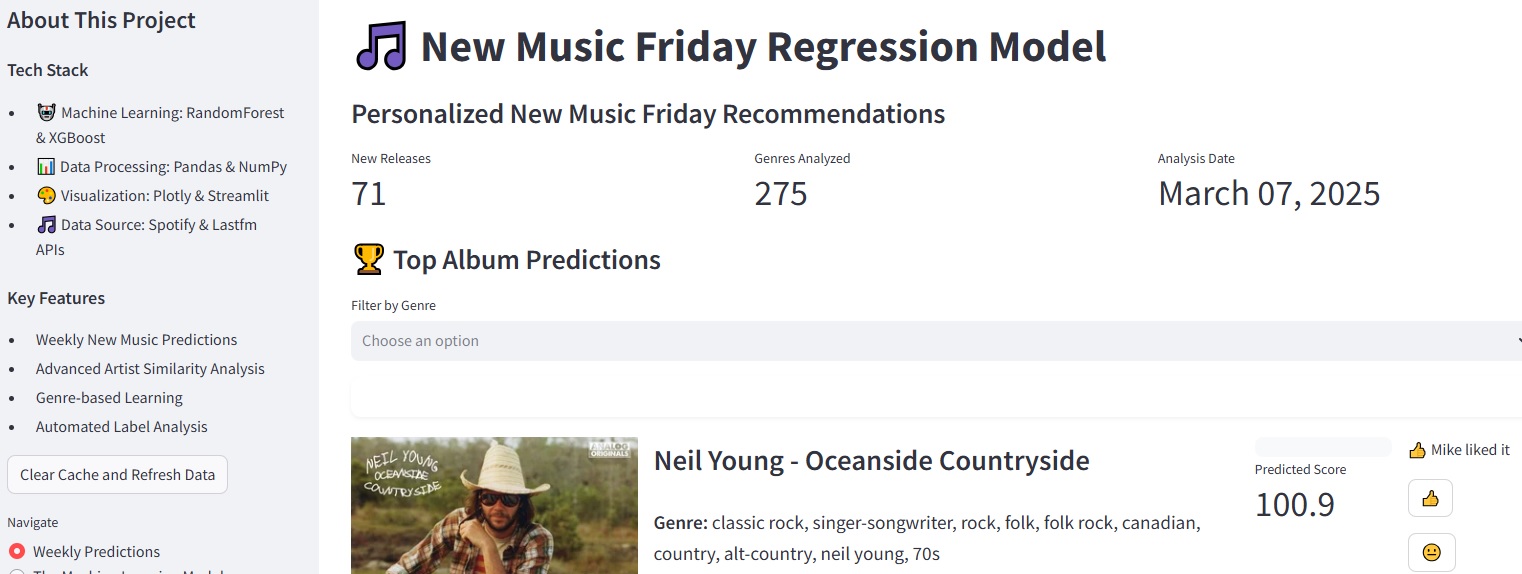 About This Project
Tech Stack
Machine Learning: RandomForest
& XGBoost
Data Processing: Pandas & NumPy
Visualization: Plotly & Streamlit
Data Source: Spotify & Lastfm
APIs
Key Features
Weekly New Music Predictions
Advanced Artist Similarity Analysis
Genre-based Learning
Automated Label Analysis
Clear Cache and Refresh Data
Navigate
Weekly Predictions
New Music Friday Regression Model
Personalized New Music Friday Recommendations
New Releases
71
Genres Analyzed
275
Analysis Date
March 07, 2025
Top Album Predictions
Filter by Genre
Choose an option
NEIL YOUNG
OCEANSIDE
COUNTRYSIDE
ANALOG
ORIGINALS
Neil Young - Oceanside Countryside
Genre: classic rock, singer-songwriter, rock, folk, folk rock, canadian,
country, alt-country, neil young, 70s
Predicted Score
100.9
Mike liked it